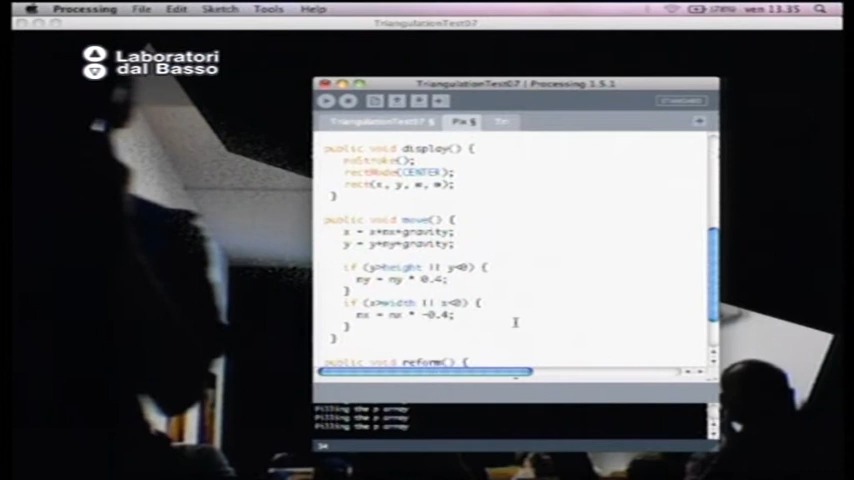 Processing File Edit Sketch Tools Help ven 13.35
TriangulationTest07
Laboratori
dal Basso
TriangulationTest07 | Processing 1.5.1
STANDARD
TriangulationTest07 § Pix §
public void display() {
noStroke();
rectMode(CENTER);
rect(x, y, w, w);
}
public void move() {
x = x+mx+gravity;
y = y+my+gravity;
if (y>height || y<0) {
my = my * 0.4;
}
if (x>width || x<0) {
mx = mx * -0.4;
}
}
public void reform() {
Filling the p array
Filling the p array
Filling the p array
34